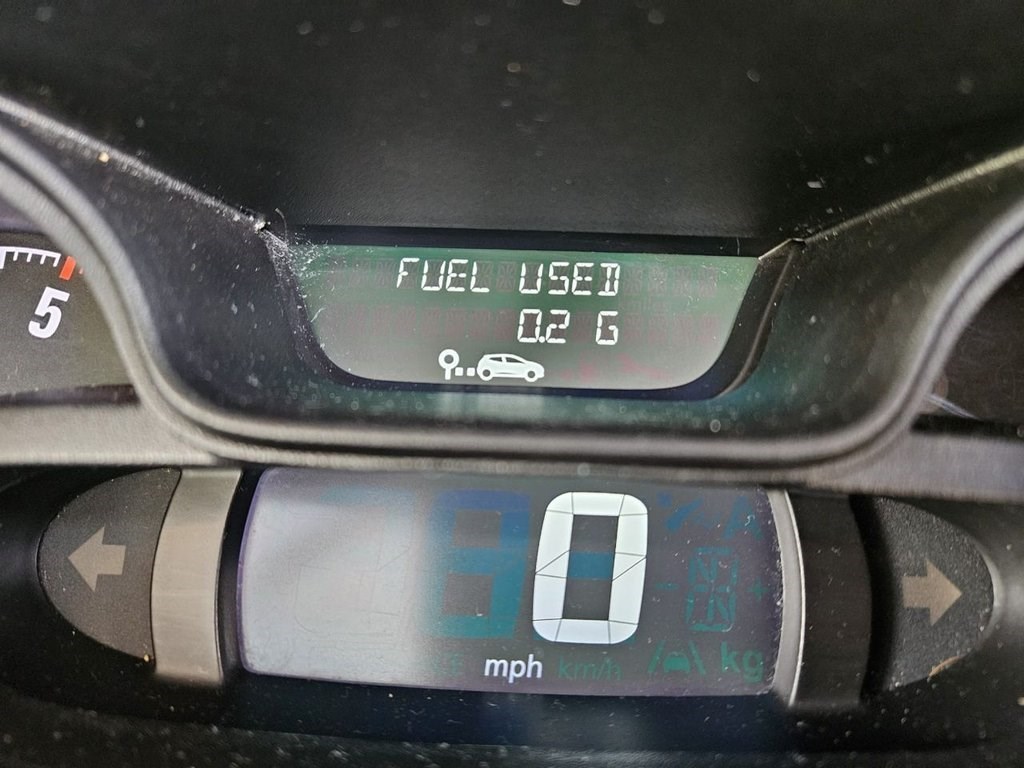 FUEL USED
0.2 G
5
0
mph km/h
kg